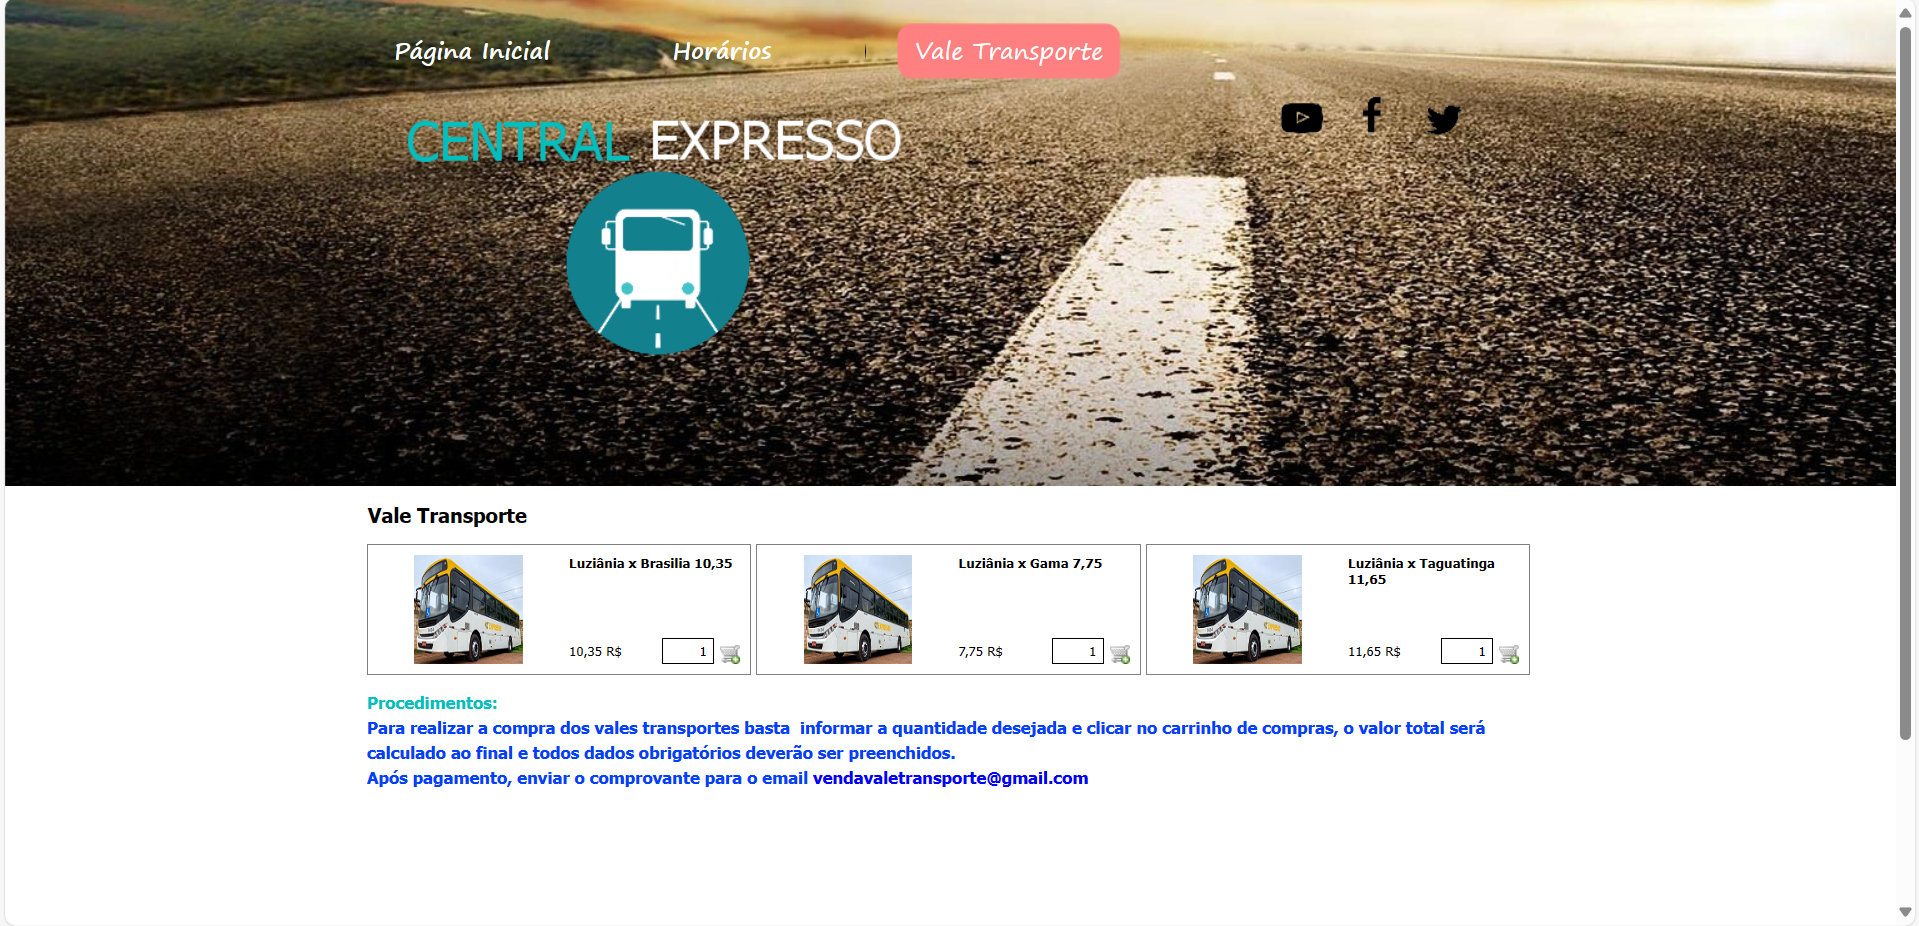 Página Inicial
Horários
Vale Transporte
CENTRAL EXPRESSO
Vale Transporte
Luziânia x Brasilia 10,35
10,35 R$
1
Luziânia x Gama 7,75
7,75 R$
1
Luziânia x Taguatinga
11,65
11,65 R$
1
Procedimentos:
Para realizar a compra dos vales transportes basta  informar a quantidade desejada e clicar no carrinho de compras, o valor total será
calculado ao final e todos dados obrigatórios deverão ser preenchidos.
Após pagamento, enviar o comprovante para o email vendavaletransporte@gmail.com